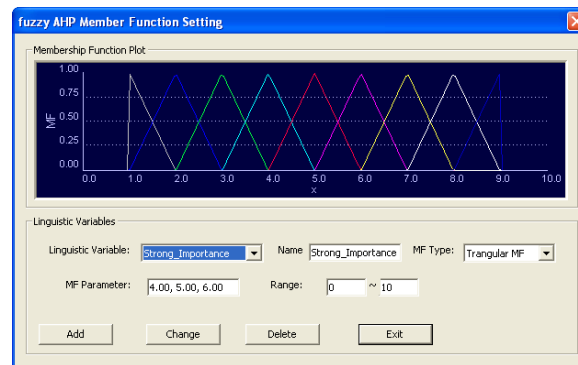 fuzzy AHP Member Function Setting
Membership Function Plot
1.00
0.75
0.50
0.25
0.00
MF
0.0 1.0 2.0 3.0 4.0 5.0 6.0 7.0 8.0 9.0 10.0
x
Linguistic Variables
Linguistic Variable: Strong_Importance Name Strong_Importance MF Type: Trangular MF
MF Parameter: 4.00, 5.00, 6.00 Range: 0 ~ 10
Add Change Delete Exit